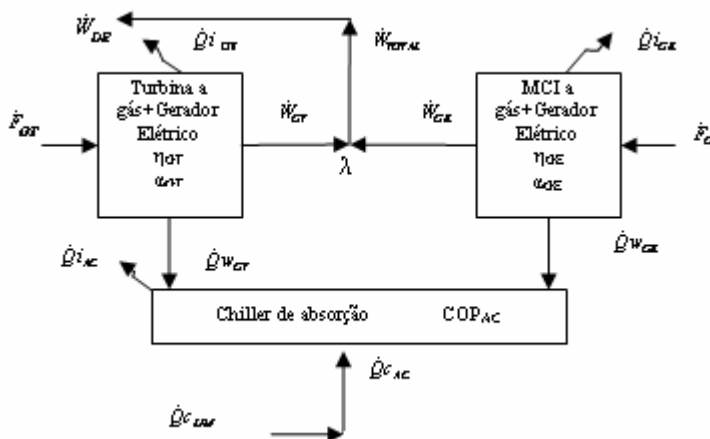 Ẇ_DE
Q̇i_GT
Ẇ_TOTAL
Q̇i_GE
Turbina a
gás+Gerador
Elétrico
η_GT
α_GT
MCI a
gás+Gerador
Elétrico
η_GE
α_GE
Ḟ_GT
Ẇ_GT
Ẇ_GE
λ
Q̇i_AC
Q̇w_GT
Q̇w_GE
Chiller de absorção COP_AC
Q̇c_AC